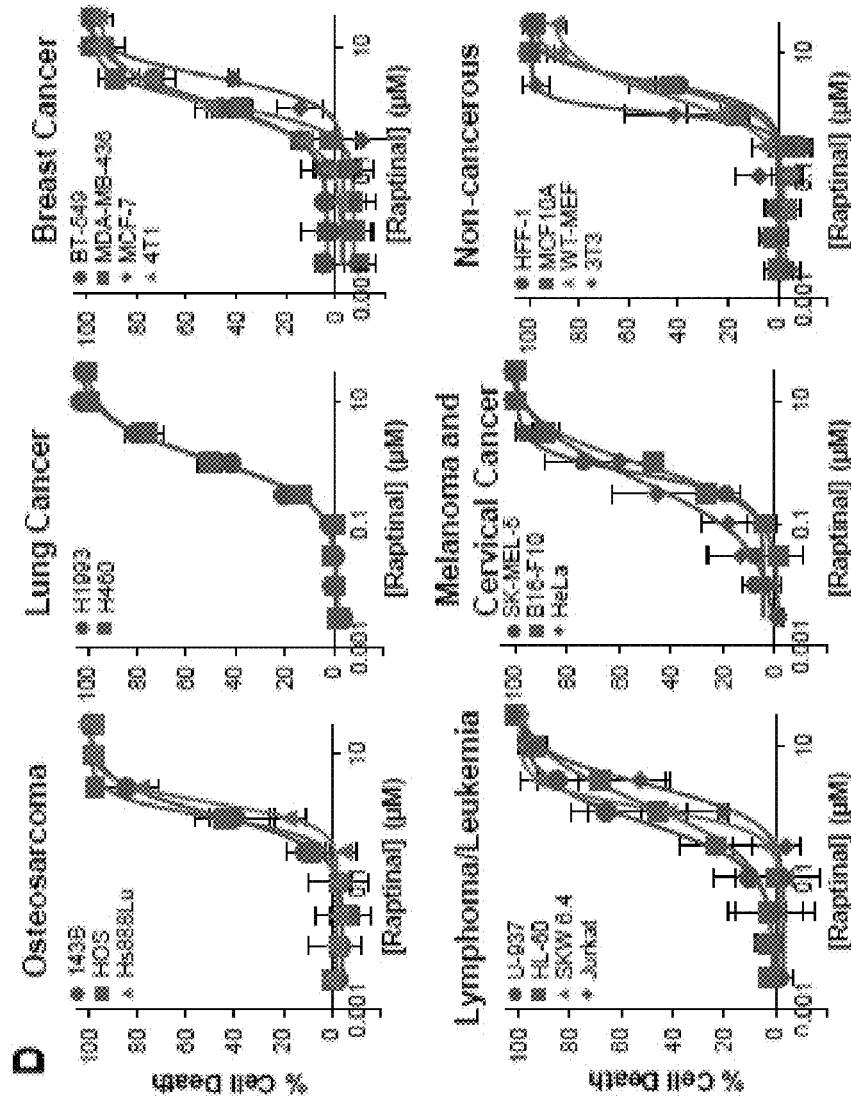 D
Osteosarcoma
143B
HOS
Hs888Lu
% Cell Death
100
80
60
40
20
0
0.001
0.1
10
[Raptinal] (µM)
Lung Cancer
H1993
H460
100
80
60
40
20
0
0.001
0.1
10
[Raptinal] (µM)
Breast Cancer
BT-549
MDA-MB-436
MCF-7
4T1
100
80
60
40
20
0
0.001
0.1
10
[Raptinal] (µM)
Lymphoma/Leukemia
U-937
HL-60
SKW 6.4
Jurkat
% Cell Death
100
80
60
40
20
0
0.001
0.1
10
[Raptinal] (µM)
Melanoma and
Cervical Cancer
SK-MEL-5
B16-F10
HeLa
100
80
60
40
20
0
0.001
0.1
10
[Raptinal] (µM)
Non-cancerous
HFF-1
MCF10A
WT-MEF
3T3
100
80
60
40
20
0
0.001
0.1
10
[Raptinal] (µM)